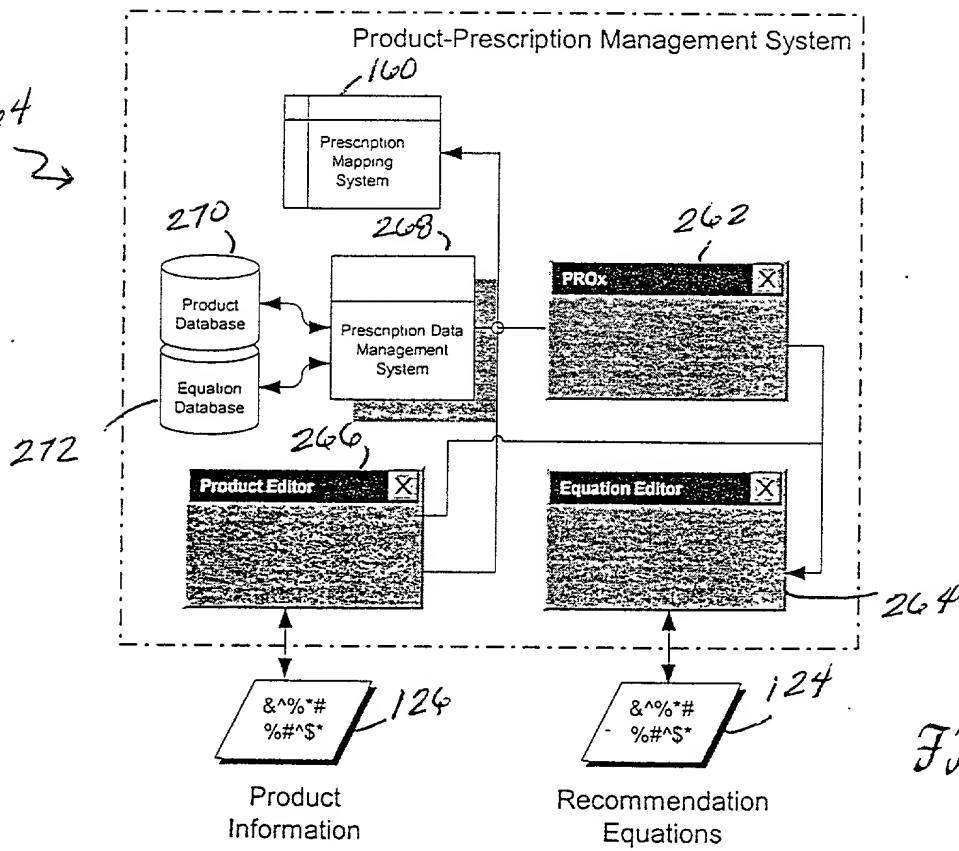 Product-Prescription Management System
160
Prescription
Mapping
System
270
268
262
Product
Database
Prescription Data
Management
System
PROx
X
Equation
Database
272
266
Product Editor
X
Equation Editor
X
264
&^%*#
%#^$*
126
&^%*#
%#^$*
124
Product
Information
Recommendation
Equations